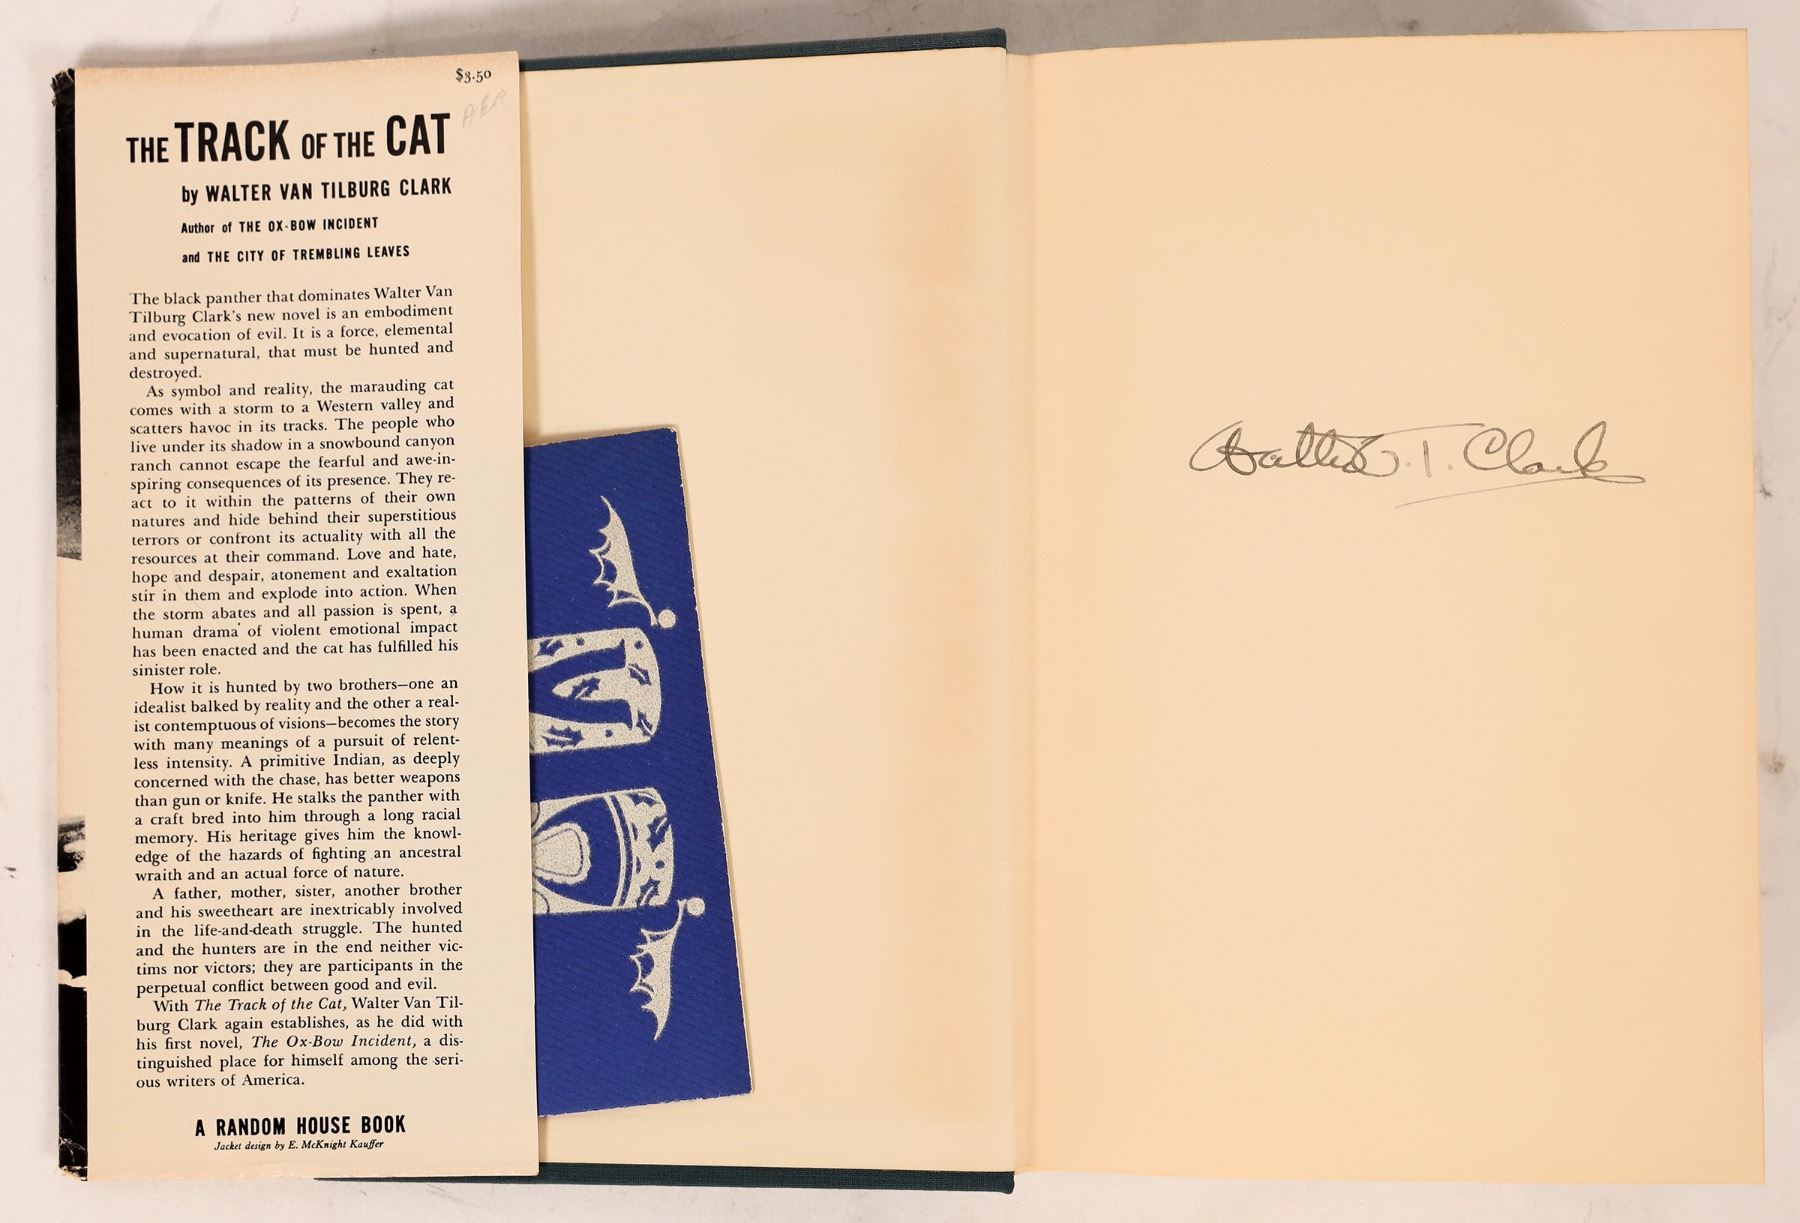 $3.50
AER
THE TRACK OF THE CAT
by WALTER VAN TILBURG CLARK
Author of THE OX-BOW INCIDENT
and THE CITY OF TREMBLING LEAVES
The black panther that dominates Walter Van
Tilburg Clark's new novel is an embodiment
and evocation of evil. It is a force, elemental
and supernatural, that must be hunted and
destroyed.
As symbol and reality, the marauding cat
comes with a storm to a Western valley and
scatters havoc in its tracks. The people who
live under its shadow in a snowbound canyon
ranch cannot escape the fearful and awe-in-
spiring consequences of its presence. They re-
act to it within the patterns of their own
natures and hide behind their superstitious
terrors or confront its actuality with all the
resources at their command. Love and hate,
hope and despair, atonement and exaltation
stir in them and explode into action. When
the storm abates and all passion is spent, a
human drama of violent emotional impact
has been enacted and the cat has fulfilled his
sinister role.
How it is hunted by two brothers—one an
idealist balked by reality and the other a real-
ist contemptuous of visions—becomes the story
with many meanings of a pursuit of relent-
less intensity. A primitive Indian, as deeply
concerned with the chase, has better weapons
than gun or knife. He stalks the panther with
a craft bred into him through a long racial
memory. His heritage gives him the knowl-
edge of the hazards of fighting an ancestral
wraith and an actual force of nature.
A father, mother, sister, another brother
and his sweetheart are inextricably involved
in the life-and-death struggle. The hunted
and the hunters are in the end neither vic-
tims nor victors; they are participants in the
perpetual conflict between good and evil.
With The Track of the Cat, Walter Van Til-
burg Clark again establishes, as he did with
his first novel, The Ox-Bow Incident, a dis-
tinguished place for himself among the seri-
ous writers of America.
A RANDOM HOUSE BOOK
Jacket design by E. McKnight Kauffer
Walter V. T. Clark